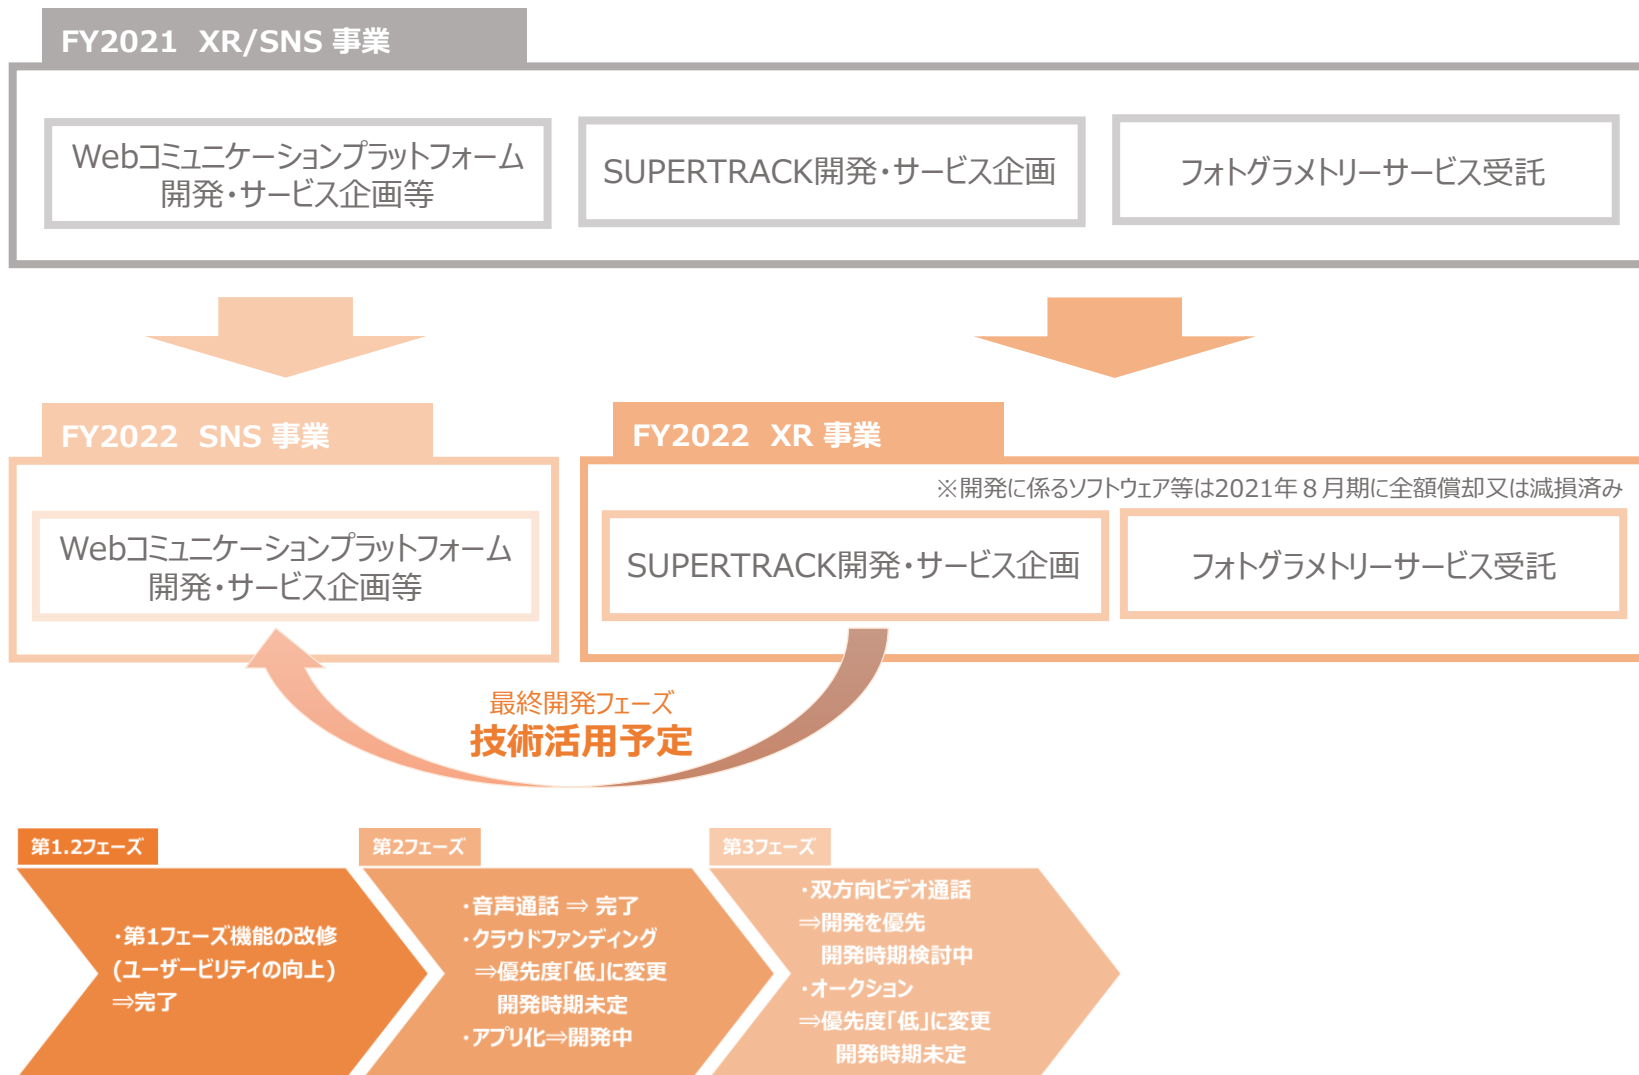 FY2021 XR/SNS 事業
Webコミュニケーションプラットフォーム
開発・サービス企画等
SUPERTRACK開発・サービス企画
フォトグラメトリーサービス受託
FY2022 SNS 事業
Webコミュニケーションプラットフォーム
開発・サービス企画等
FY2022 XR 事業
※開発に係るソフトウェア等は2021年８月期に全額償却又は減損済み
SUPERTRACK開発・サービス企画
フォトグラメトリーサービス受託
最終開発フェーズ
技術活用予定
第1.2フェーズ
・第1フェーズ機能の改修
(ユーザービリティの向上)
⇒完了
第2フェーズ
・音声通話 ⇒ 完了
・クラウドファンディング
⇒優先度「低」に変更
開発時期未定
・アプリ化⇒開発中
第3フェーズ
・双方向ビデオ通話
⇒開発を優先
開発時期検討中
・オークション
⇒優先度「低」に変更
開発時期未定